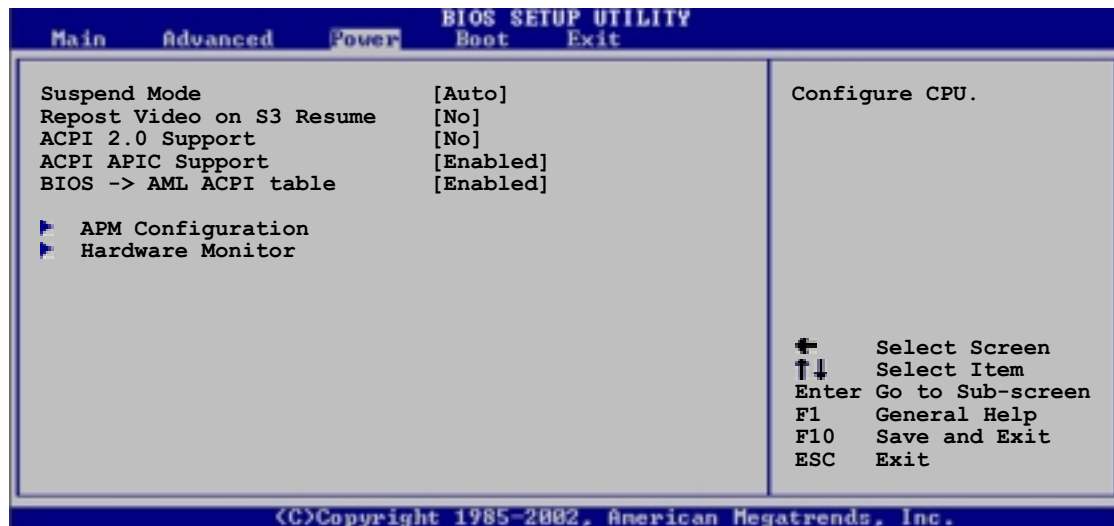 BIOS SETUP UTILITY
Main Advanced Power Boot Exit
Suspend Mode [Auto]
Repost Video on S3 Resume [No]
ACPI 2.0 Support [No]
ACPI APIC Support [Enabled]
BIOS -> AML ACPI table [Enabled]
APM Configuration
Hardware Monitor
Configure CPU.
← Select Screen
↑↓ Select Item
Enter Go to Sub-screen
F1 General Help
F10 Save and Exit
ESC Exit
(C)Copyright 1985-2002, American Megatrends, Inc.